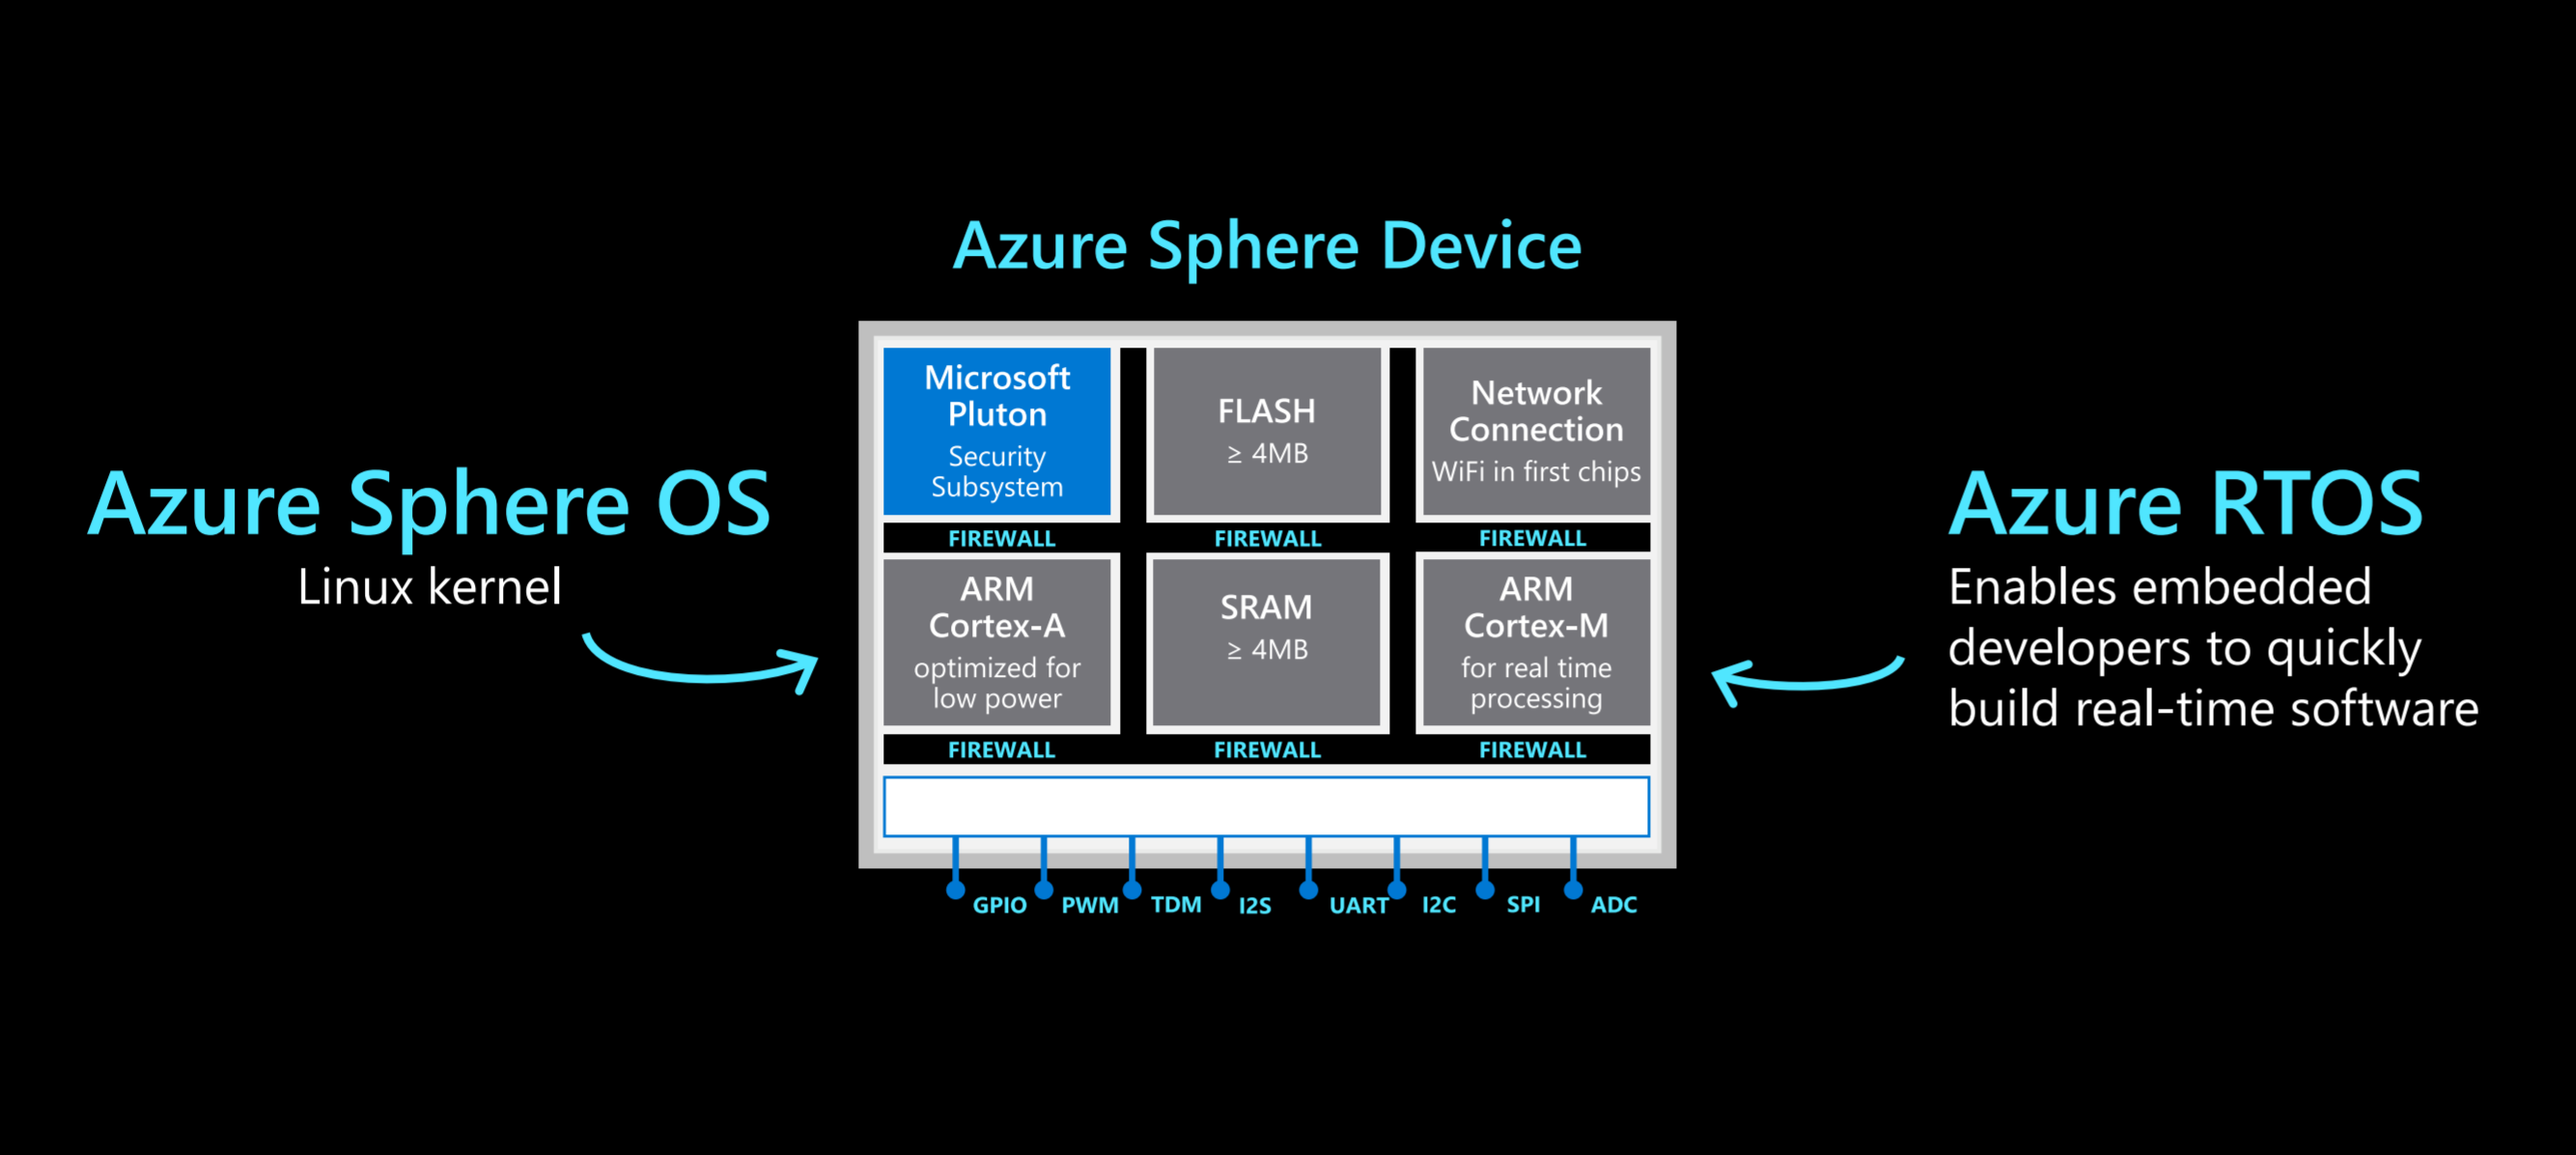 Azure Sphere Device
Azure Sphere OS
Linux kernel
Microsoft
Pluton
Security
Subsystem
FLASH
≥ 4MB
Network
Connection
WiFi in first chips
FIREWALL
FIREWALL
FIREWALL
ARM
Cortex-A
optimized for
low power
SRAM
≥ 4MB
ARM
Cortex-M
for real time
processing
FIREWALL
FIREWALL
FIREWALL
GPIO PWM TDM I2S UART I2C SPI ADC
Azure RTOS
Enables embedded
developers to quickly
build real-time software